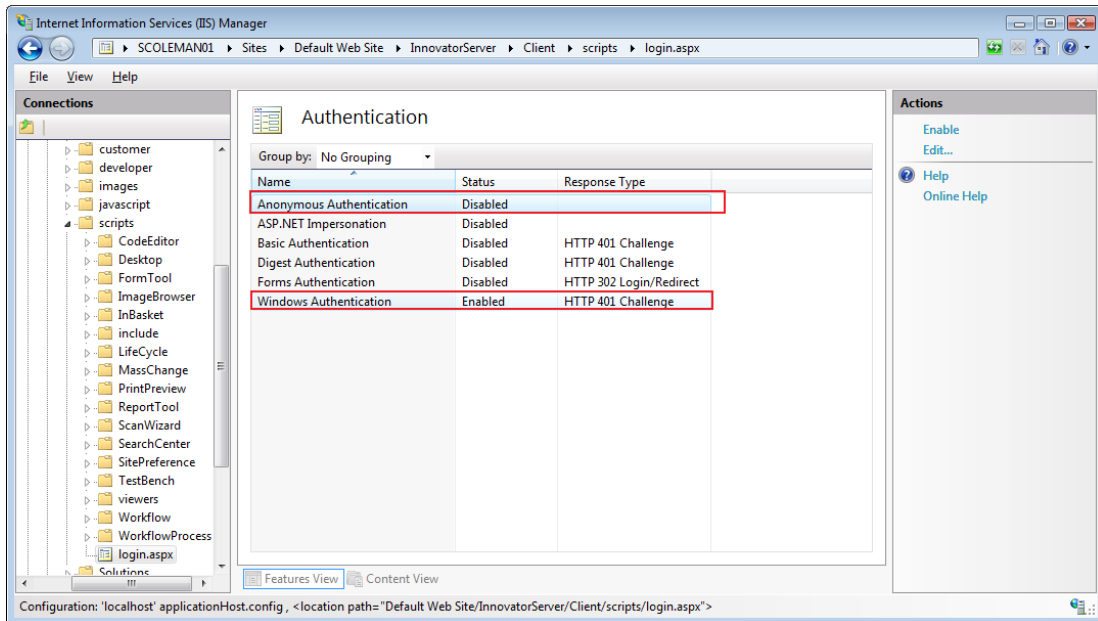 Internet Information Services (IIS) Manager
SCOLEMAN01 Sites Default Web Site InnovatorServer Client scripts login.aspx
File View Help
Connections
customer
developer
images
javascript
scripts
CodeEditor
Desktop
FormTool
ImageBrowser
InBasket
include
LifeCycle
MassChange
PrintPreview
ReportTool
ScanWizard
SearchCenter
SitePreference
TestBench
viewers
Workflow
WorkflowProcess
login.aspx
Solutions
Authentication
Group by: No Grouping
Name Status Response Type
Anonymous Authentication Disabled
ASP.NET Impersonation Disabled
Basic Authentication Disabled HTTP 401 Challenge
Digest Authentication Disabled HTTP 401 Challenge
Forms Authentication Disabled HTTP 302 Login/Redirect
Windows Authentication Enabled HTTP 401 Challenge
Features View Content View
Actions
Enable
Edit...
Help
Online Help
Configuration: 'localhost' applicationHost.config , <location path="Default Web Site/InnovatorServer/Client/scripts/login.aspx">